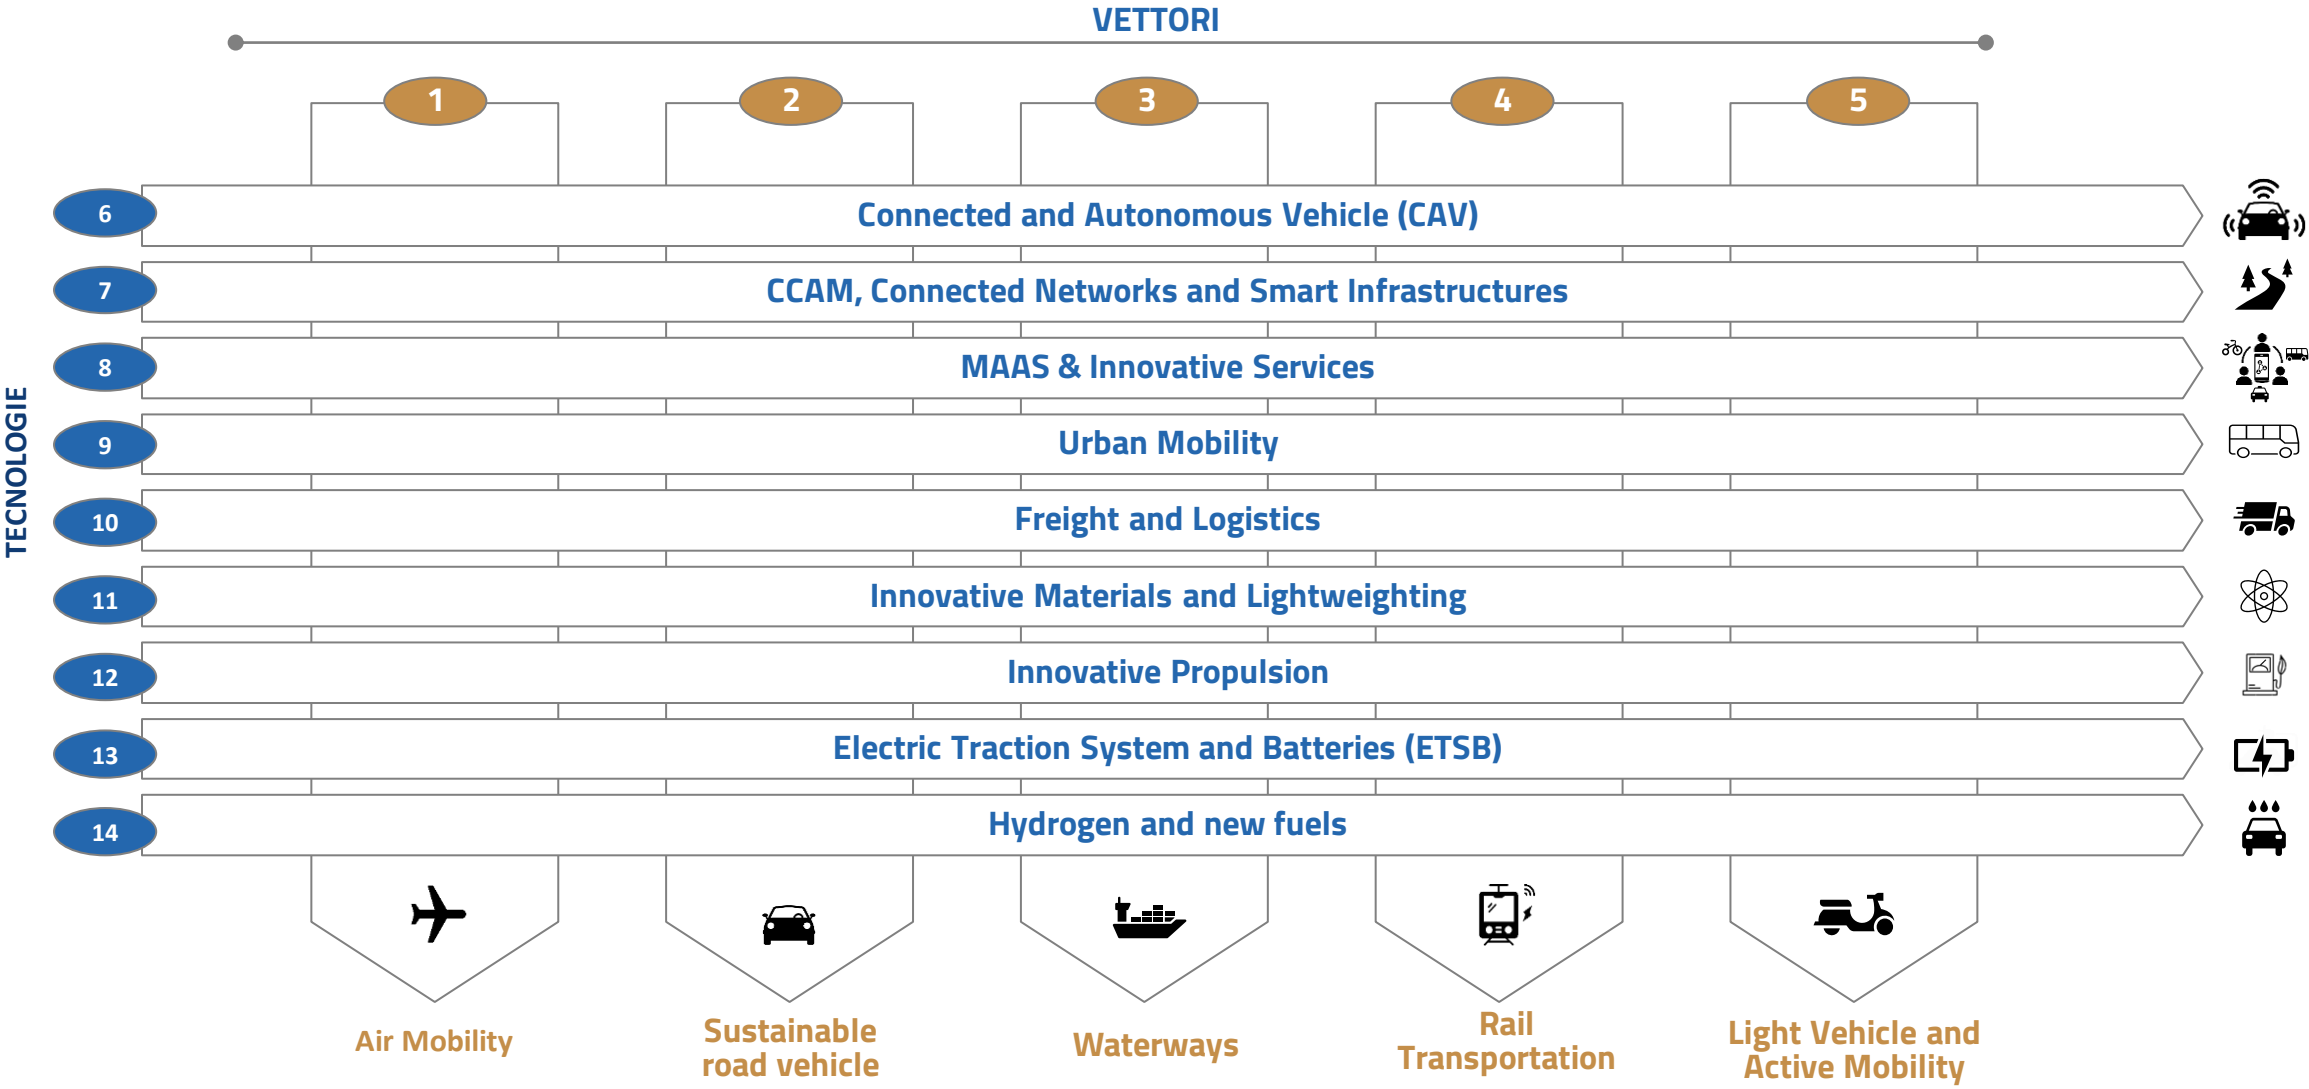 VETTORI
1
2
3
4
5
TECNOLOGIE
6
Connected and Autonomous Vehicle (CAV)
7
CCAM, Connected Networks and Smart Infrastructures
8
MAAS & Innovative Services
9
Urban Mobility
10
Freight and Logistics
11
Innovative Materials and Lightweighting
12
Innovative Propulsion
13
Electric Traction System and Batteries (ETSB)
14
Hydrogen and new fuels
Air Mobility
Sustainable
road vehicle
Waterways
Rail
Transportation
Light Vehicle and
Active Mobility